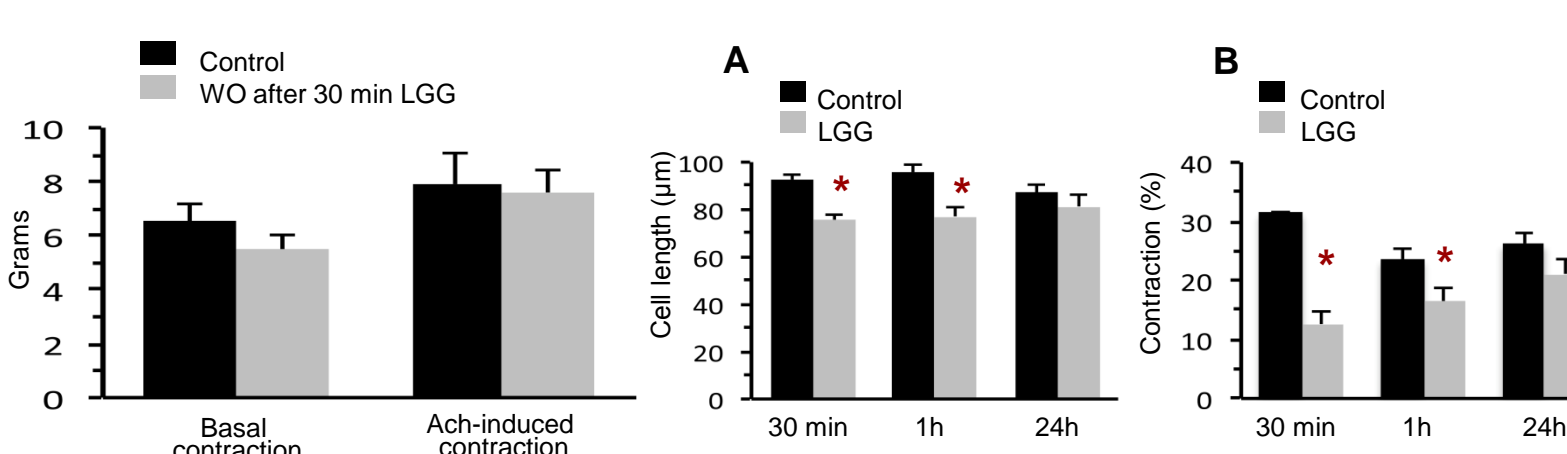 Control
WO after 30 min LGG
10
8
6
4
2
0
Grams
Basal
contraction
Ach-induced
contraction
A
Control
LGG
100
80
60
40
20
0
Cell length (µm)
*
*
30 min
1h
24h
B
Control
LGG
40
30
20
10
0
Contraction (%)
*
*
30 min
1h
24h